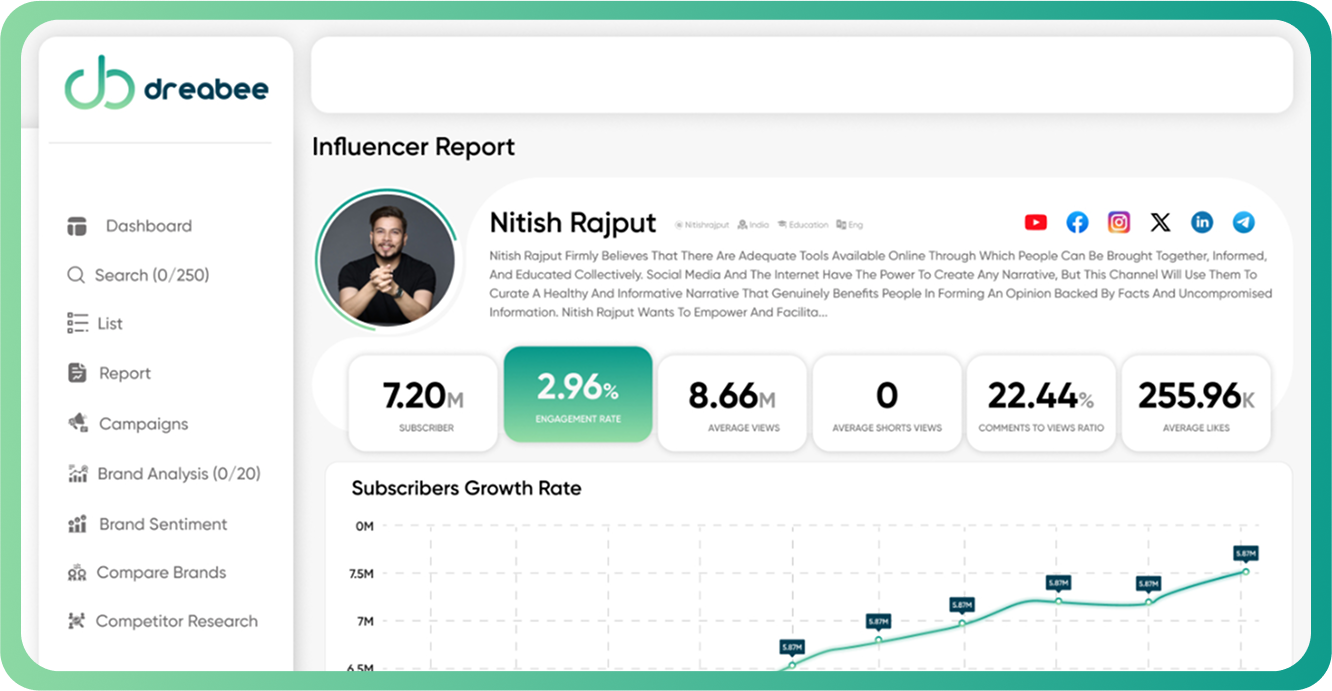 dreabee
Dashboard
Search (0/250)
List
Report
Campaigns
Brand Analysis (0/20)
Brand Sentiment
Compare Brands
Competitor Research
Influencer Report
Nitish Rajput Nitishrajput India Education Eng
Nitish Rajput Firmly Believes That There Are Adequate Tools Available Online Through Which People Can Be Brought Together, Informed,
And Educated Collectively. Social Media And The Internet Have The Power To Create Any Narrative, But This Channel Will Use Them To
Curate A Healthy And Informative Narrative That Genuinely Benefits People In Forming An Opinion Backed By Facts And Uncompromised
Information. Nitish Rajput Wants To Empower And Facilita...
7.20M
SUBSCRIBER
2.96%
ENGAGEMENT RATE
8.66M
AVERAGE VIEWS
0
AVERAGE SHORTS VIEWS
22.44%
COMMENTS TO VIEWS RATIO
255.96K
AVERAGE LIKES
Subscribers Growth Rate
0M
7.5M
7M
6.5M
5.87M
5.87M
5.87M
5.87M
5.87M
5.87M